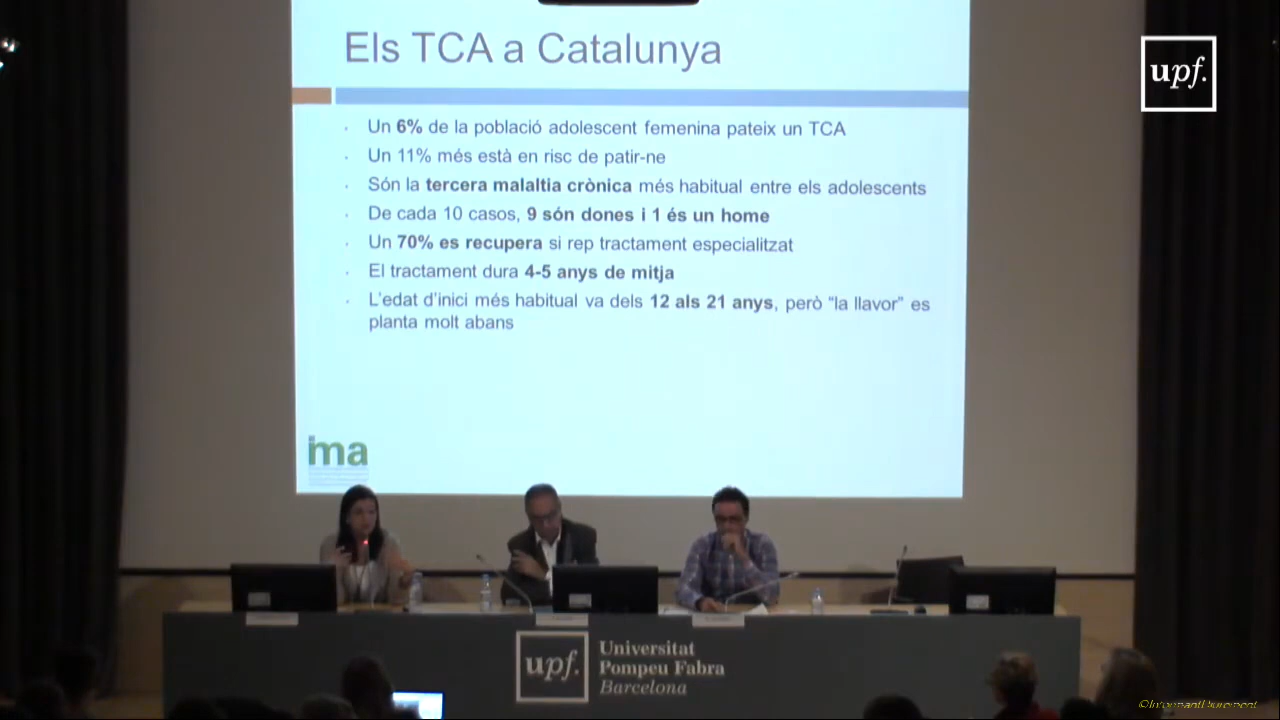 Els TCA a Catalunya
upf.
Un 6% de la població adolescent femenina pateix un TCA
Un 11% més està en risc de patir-ne
Són la tercera malaltia crònica més habitual entre els adolescents
De cada 10 casos, 9 són dones i 1 és un home
Un 70% es recupera si rep tractament especialitzat
El tractament dura 4-5 anys de mitja
L'edat d'inici més habitual va dels 12 als 21 anys, però "la llavor" es
planta molt abans
ima
upf.
Universitat
Pompeu Fabra
Barcelona